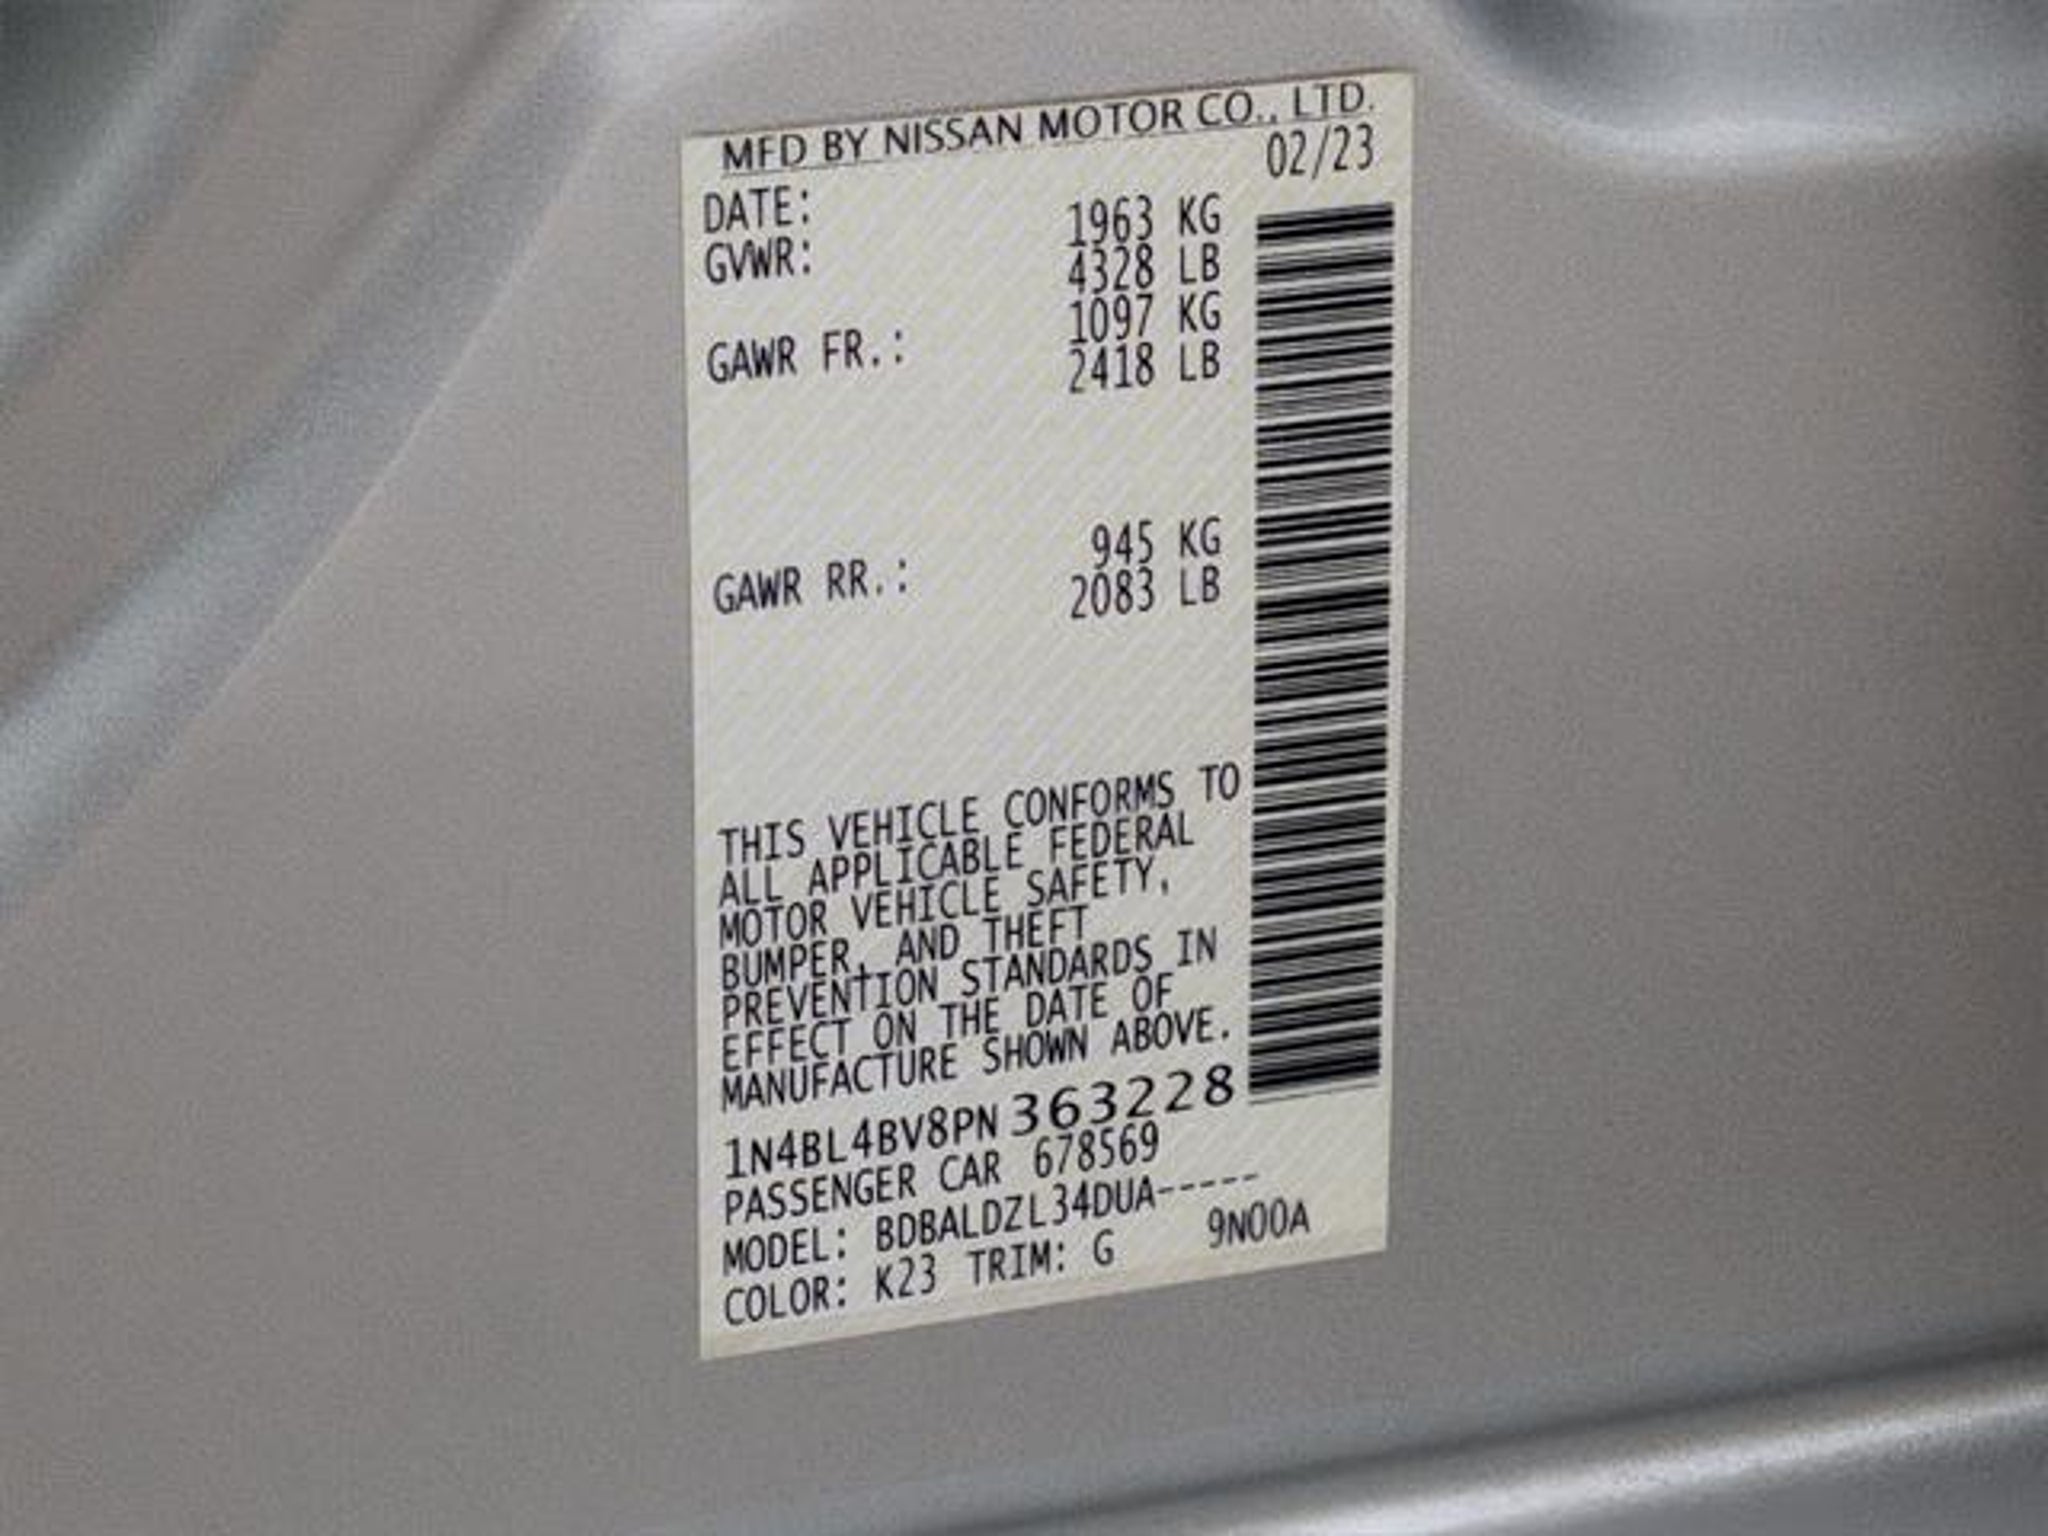 MFD BY NISSAN MOTOR CO., LTD.
DATE: 02/23
GVWR: 1963 KG
4328 LB
GAWR FR.: 1097 KG
2418 LB
GAWR RR.: 945 KG
2083 LB
THIS VEHICLE CONFORMS TO
ALL APPLICABLE FEDERAL
MOTOR VEHICLE SAFETY,
BUMPER, AND THEFT
PREVENTION STANDARDS IN
EFFECT ON THE DATE OF
MANUFACTURE SHOWN ABOVE.
1N4BL4BV8PN363228
PASSENGER CAR 678569
MODEL: BDBALDZL34DUA-----
COLOR: K23 TRIM: G 9N00A